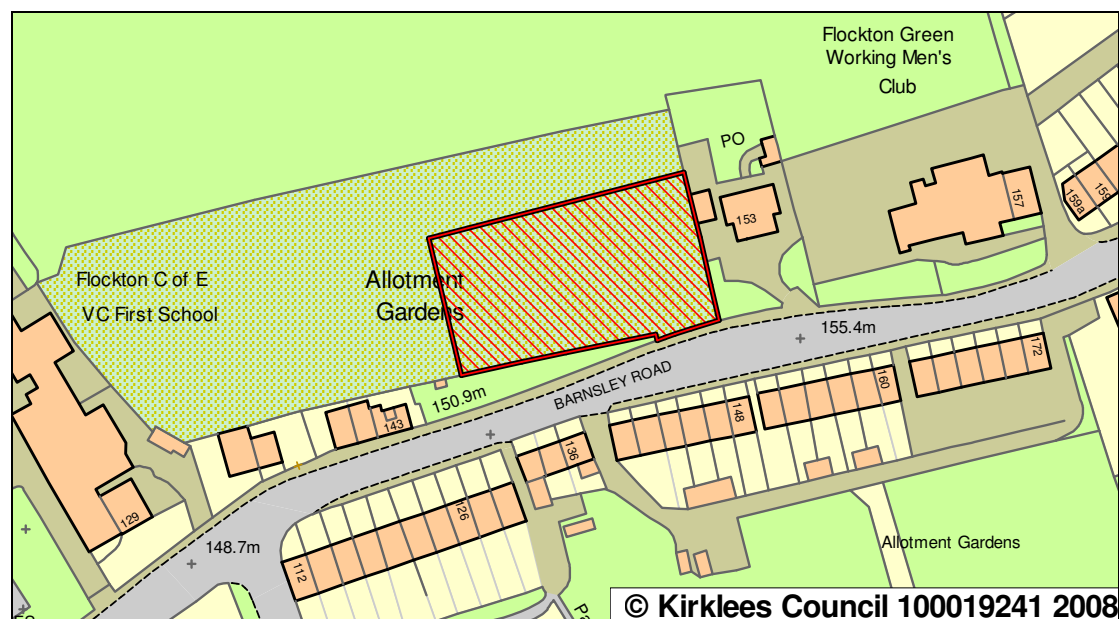 Flockton Green
Working Men's
Club
PO
153
157
159a
159
Flockton C of E
VC First School
Allotment
Gardens
155.4m
BARNSLEY ROAD
150.9m
143
172
160
148
136
126
129
148.7m
112
Allotment Gardens
© Kirklees Council 100019241 2008